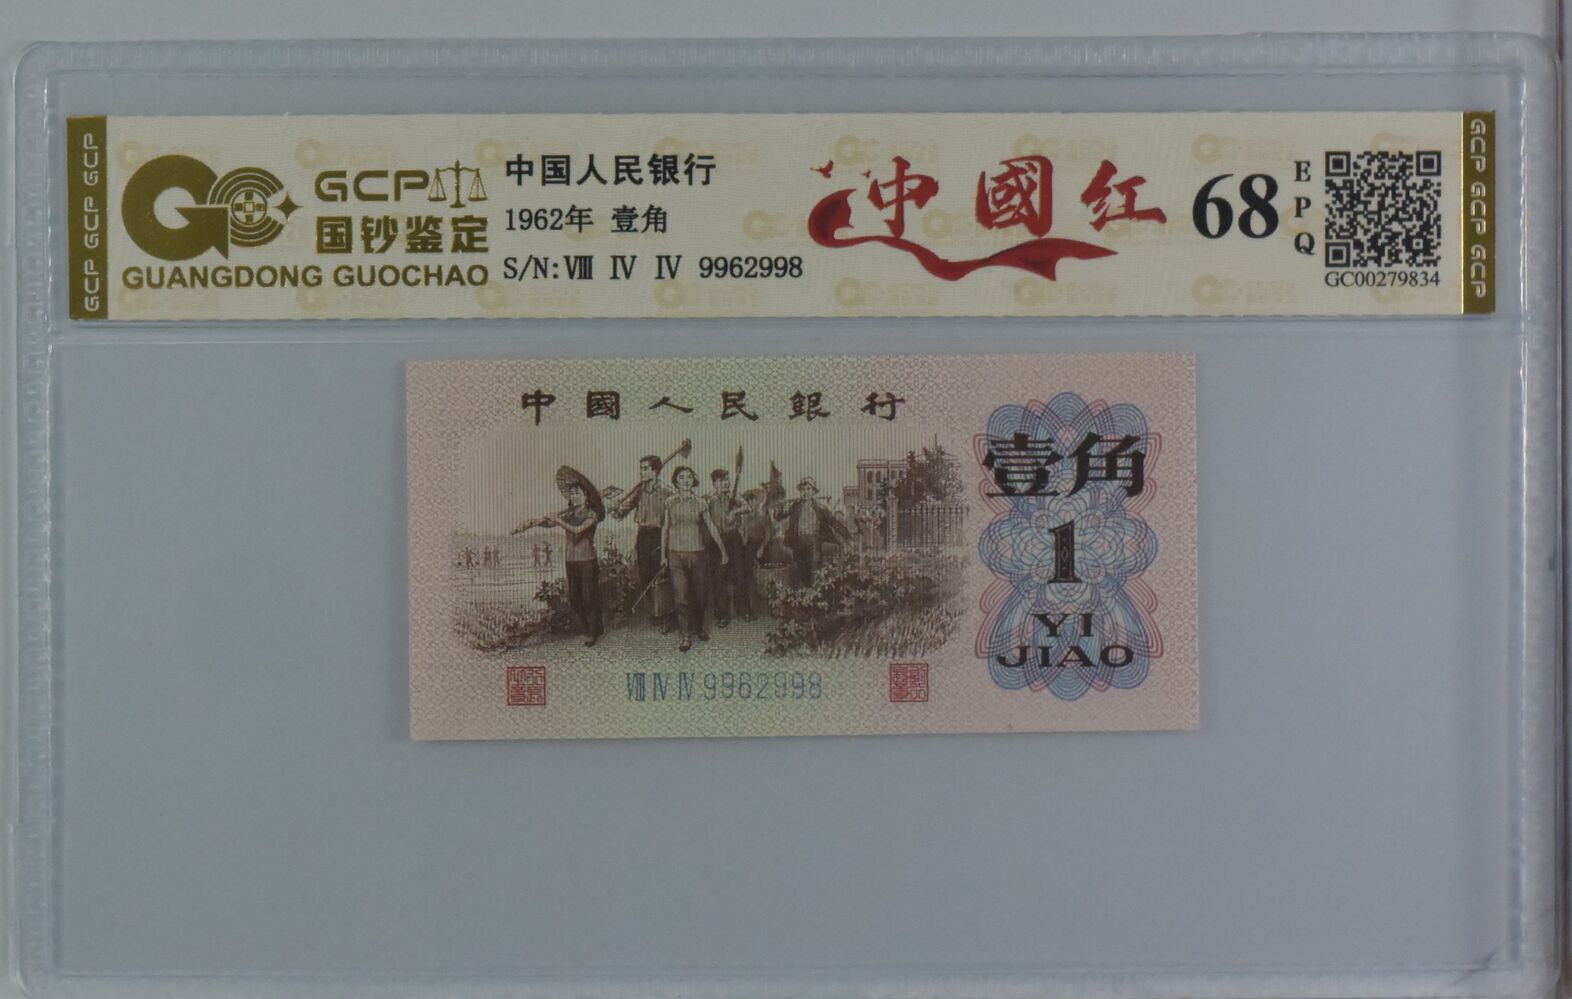 GCP GCP GCP
GCP
国钞鉴定
GUANGDONG GUOCHAO
中国人民银行
1962年 壹角
S/N:Ⅷ Ⅳ Ⅳ 9962998
中國红
68
EPQ
GC00279834
GCP GCP GCP
中國人民銀行
壹角
1
YI
JIAO
Ⅷ Ⅳ Ⅳ 9962998